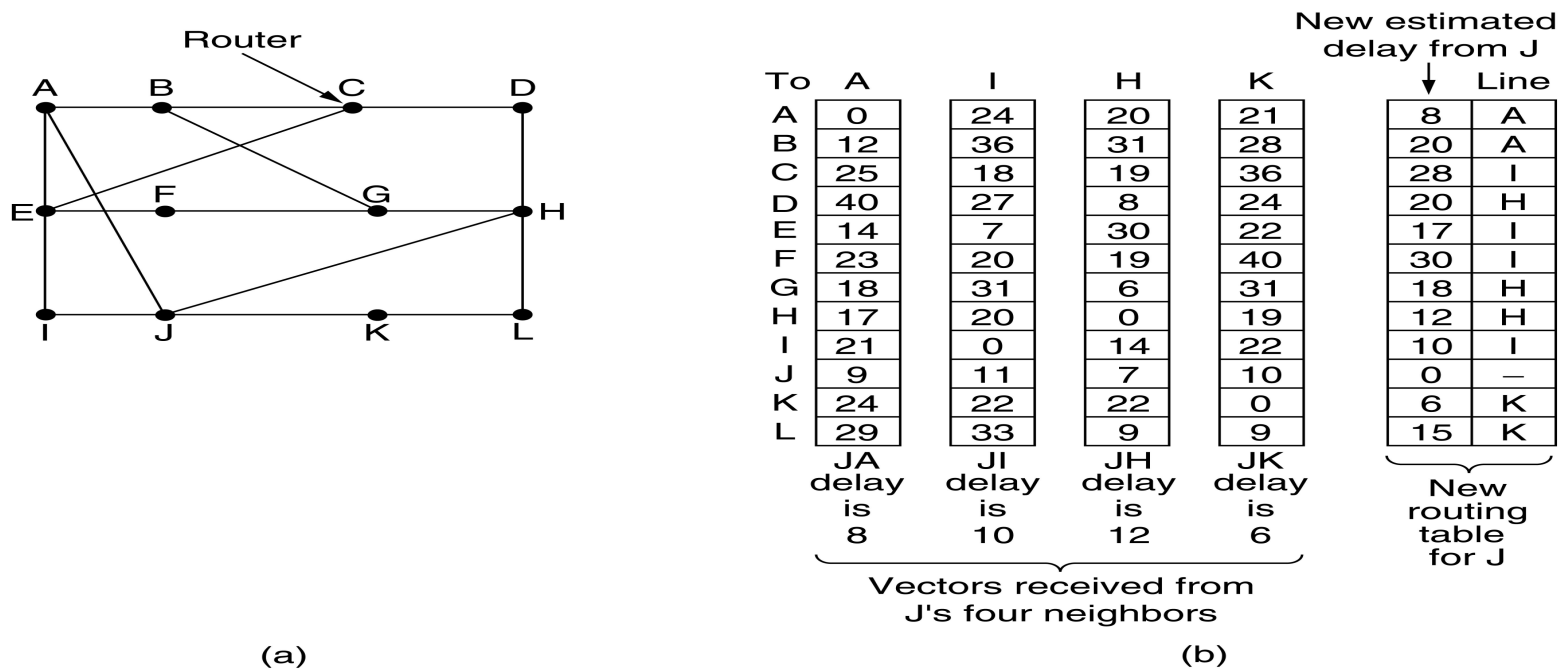 Router
A B C D
E F G H
I J K L
(a)
New estimated
delay from J
To A I H K Line
A 0 24 20 21 8 A
B 12 36 31 28 20 A
C 25 18 19 36 28 I
D 40 27 8 24 20 H
E 14 7 30 22 17 I
F 23 20 19 40 30 I
G 18 31 6 31 18 H
H 17 20 0 19 12 H
I 21 0 14 22 10 I
J 9 11 7 10 0 –
K 24 22 22 0 6 K
L 29 33 9 9 15 K
JA JI JH JK
delay delay delay delay
is is is is
8 10 12 6
Vectors received from
J's four neighbors
New
routing
table
for J
(b)